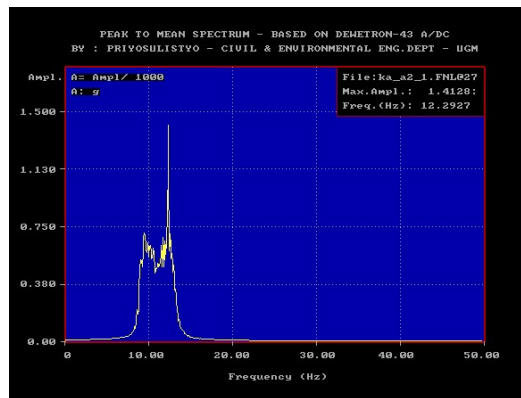 PEAK TO MEAN SPECTRUM - BASED ON DEWETRON-43 A/DC
BY : PRIYOSULISTYO - CIVIL & ENVIRONMENTAL ENG.DEPT - UGM
Ampl. A= Ampl/ 1000 File:ka_a2_1.FNL@27
A: g Max.Ampl.: 1.4128:
Freq.(Hz): 12.2927
1.500
1.130
0.750
0.380
0.00
0 10.00 20.00 30.00 40.00 50.00
Frequency (Hz)